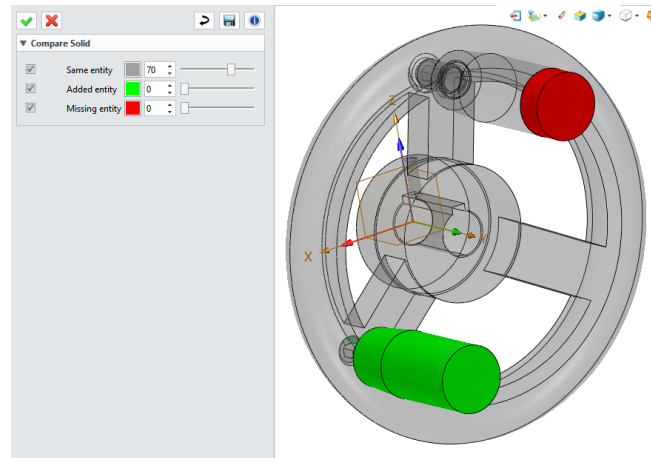 Compare Solid
Same entity 70
Added entity 0
Missing entity 0
Z
X
Y